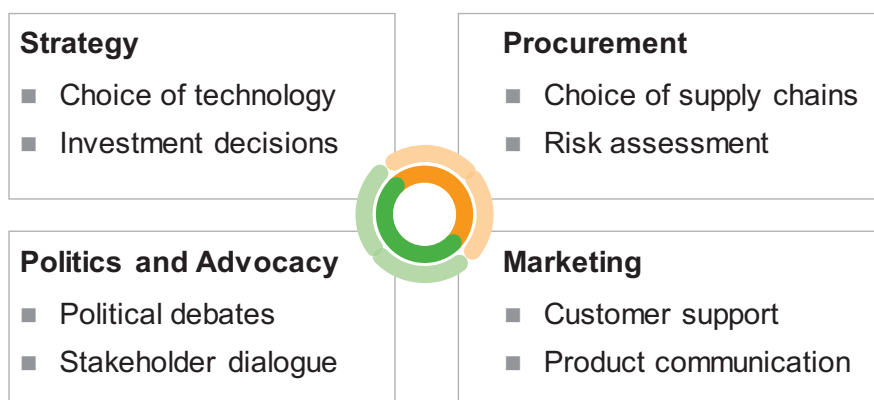 Strategy
Choice of technology
Investment decisions
Procurement
Choice of supply chains
Risk assessment
Politics and Advocacy
Political debates
Stakeholder dialogue
Marketing
Customer support
Product communication